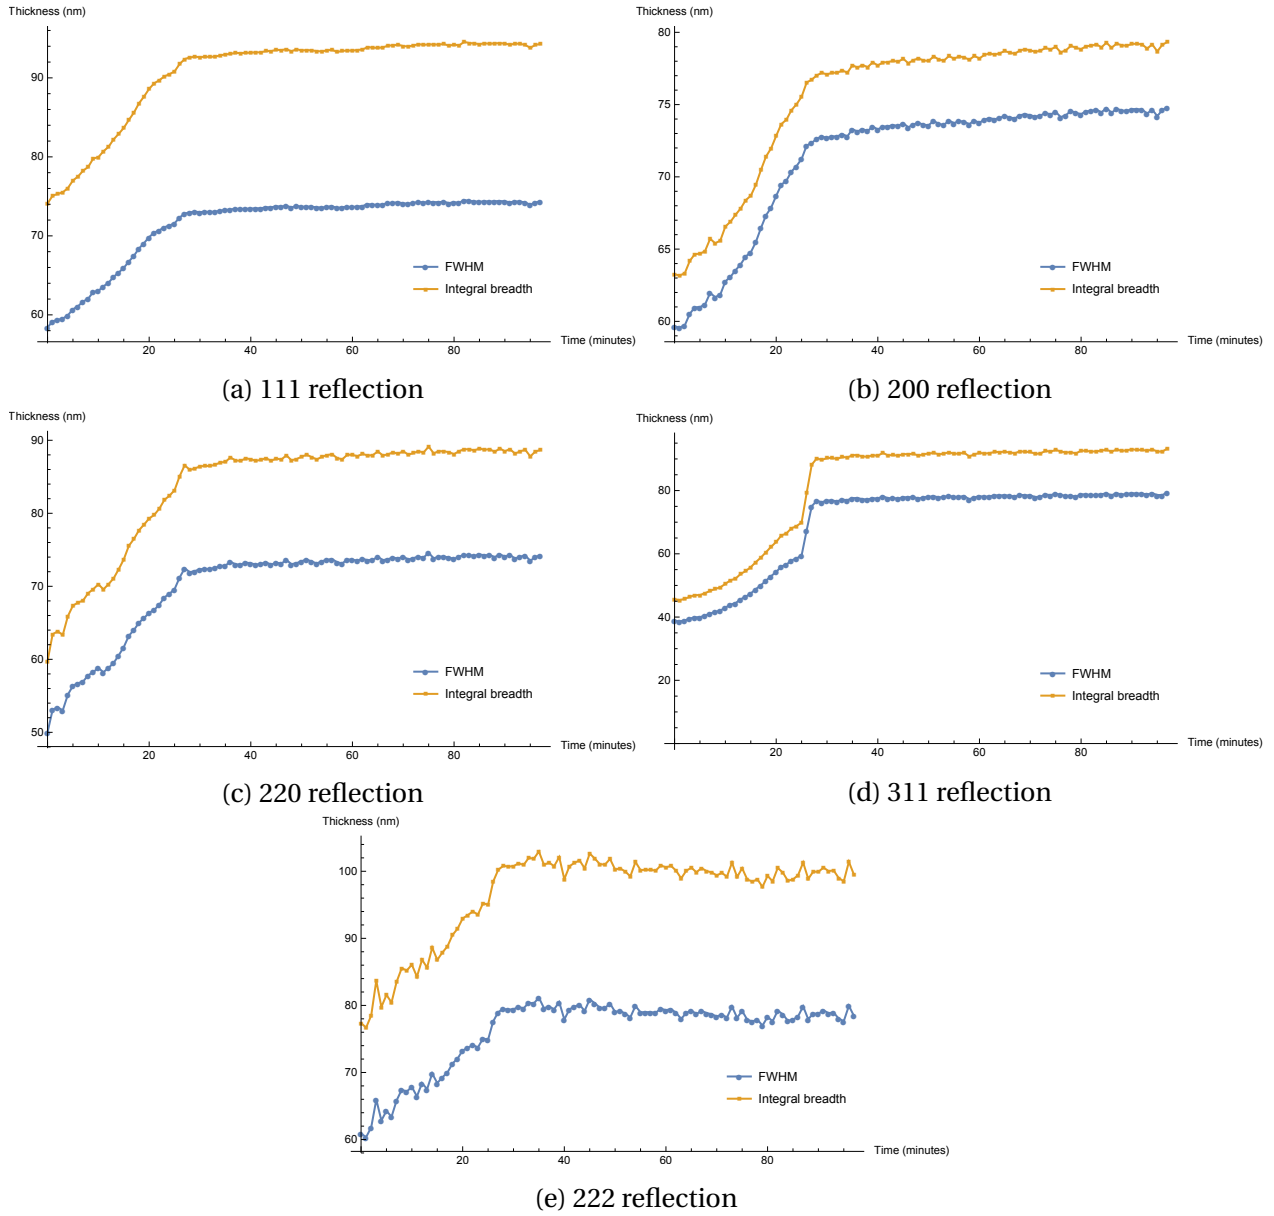 Thickness (nm)
90
80
70
60
20 40 60 80
Time (minutes)
FWHM
Integral breadth
(a) 111 reflection
Thickness (nm)
80
75
70
65
60
20 40 60 80
Time (minutes)
FWHM
Integral breadth
(b) 200 reflection
Thickness (nm)
90
80
70
60
50
20 40 60 80
Time (minutes)
FWHM
Integral breadth
(c) 220 reflection
Thickness (nm)
80
60
40
20
20 40 60 80
Time (minutes)
FWHM
Integral breadth
(d) 311 reflection
Thickness (nm)
100
90
80
70
60
20 40 60 80
Time (minutes)
FWHM
Integral breadth
(e) 222 reflection